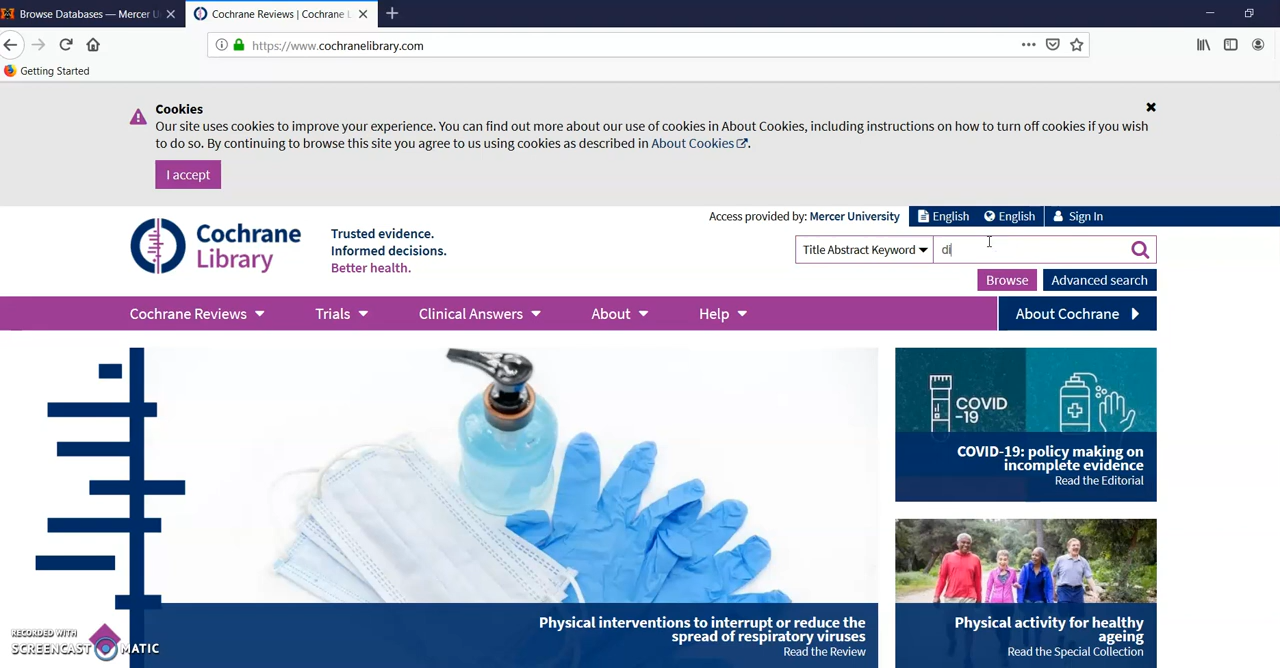 Browse Databases — Mercer U
Cochrane Reviews | Cochrane L
https://www.cochranelibrary.com
Getting Started
Cookies
Our site uses cookies to improve your experience. You can find out more about our use of cookies in About Cookies, including instructions on how to turn off cookies if you wish
to do so. By continuing to browse this site you agree to us using cookies as described in About Cookies.
I accept
Access provided by: Mercer University
English
English
Sign In
Cochrane
Library
Trusted evidence.
Informed decisions.
Better health.
Title Abstract Keyword
di
Browse
Advanced search
Cochrane Reviews
Trials
Clinical Answers
About
Help
About Cochrane
COVID
-19
COVID-19: policy making on
incomplete evidence
Read the Editorial
Physical interventions to interrupt or reduce the
spread of respiratory viruses
Read the Review
Physical activity for healthy
ageing
Read the Special Collection
RECORDED WITH
SCREENCAST MATIC